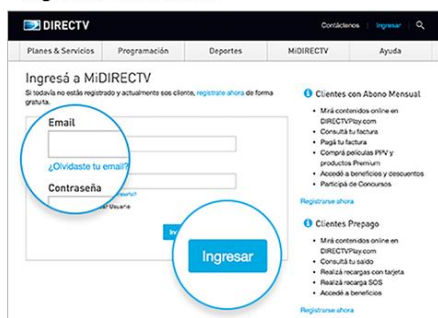 DIRECTV
Contáctenos Ingresar
Planes & Servicios Programación Deportes MiDIRECTV Ayuda
Ingresá a MiDIRECTV
Si todavía no estás registrado y actualmente sos cliente, registrate ahora de forma
gratuita.
Email
¿Olvidaste tu email?
Contraseña
Usuario
Ingresar
Clientes con Abono Mensual
• Mirá contenidos online en
DIRECTVPlay.com
• Consultá tu factura
• Pagá tu factura
• Comprá películas PPV y
productos Premium
• Accedé a beneficios y descuentos
• Participá de Concursos
Registrarse ahora
Clientes Prepago
• Mirá contenidos online en
DIRECTVPlay.com
• Consultá tu saldo
• Realizá recargas con tarjeta
• Realizá recarga SOS
• Accedé a beneficios
Registrarse ahora